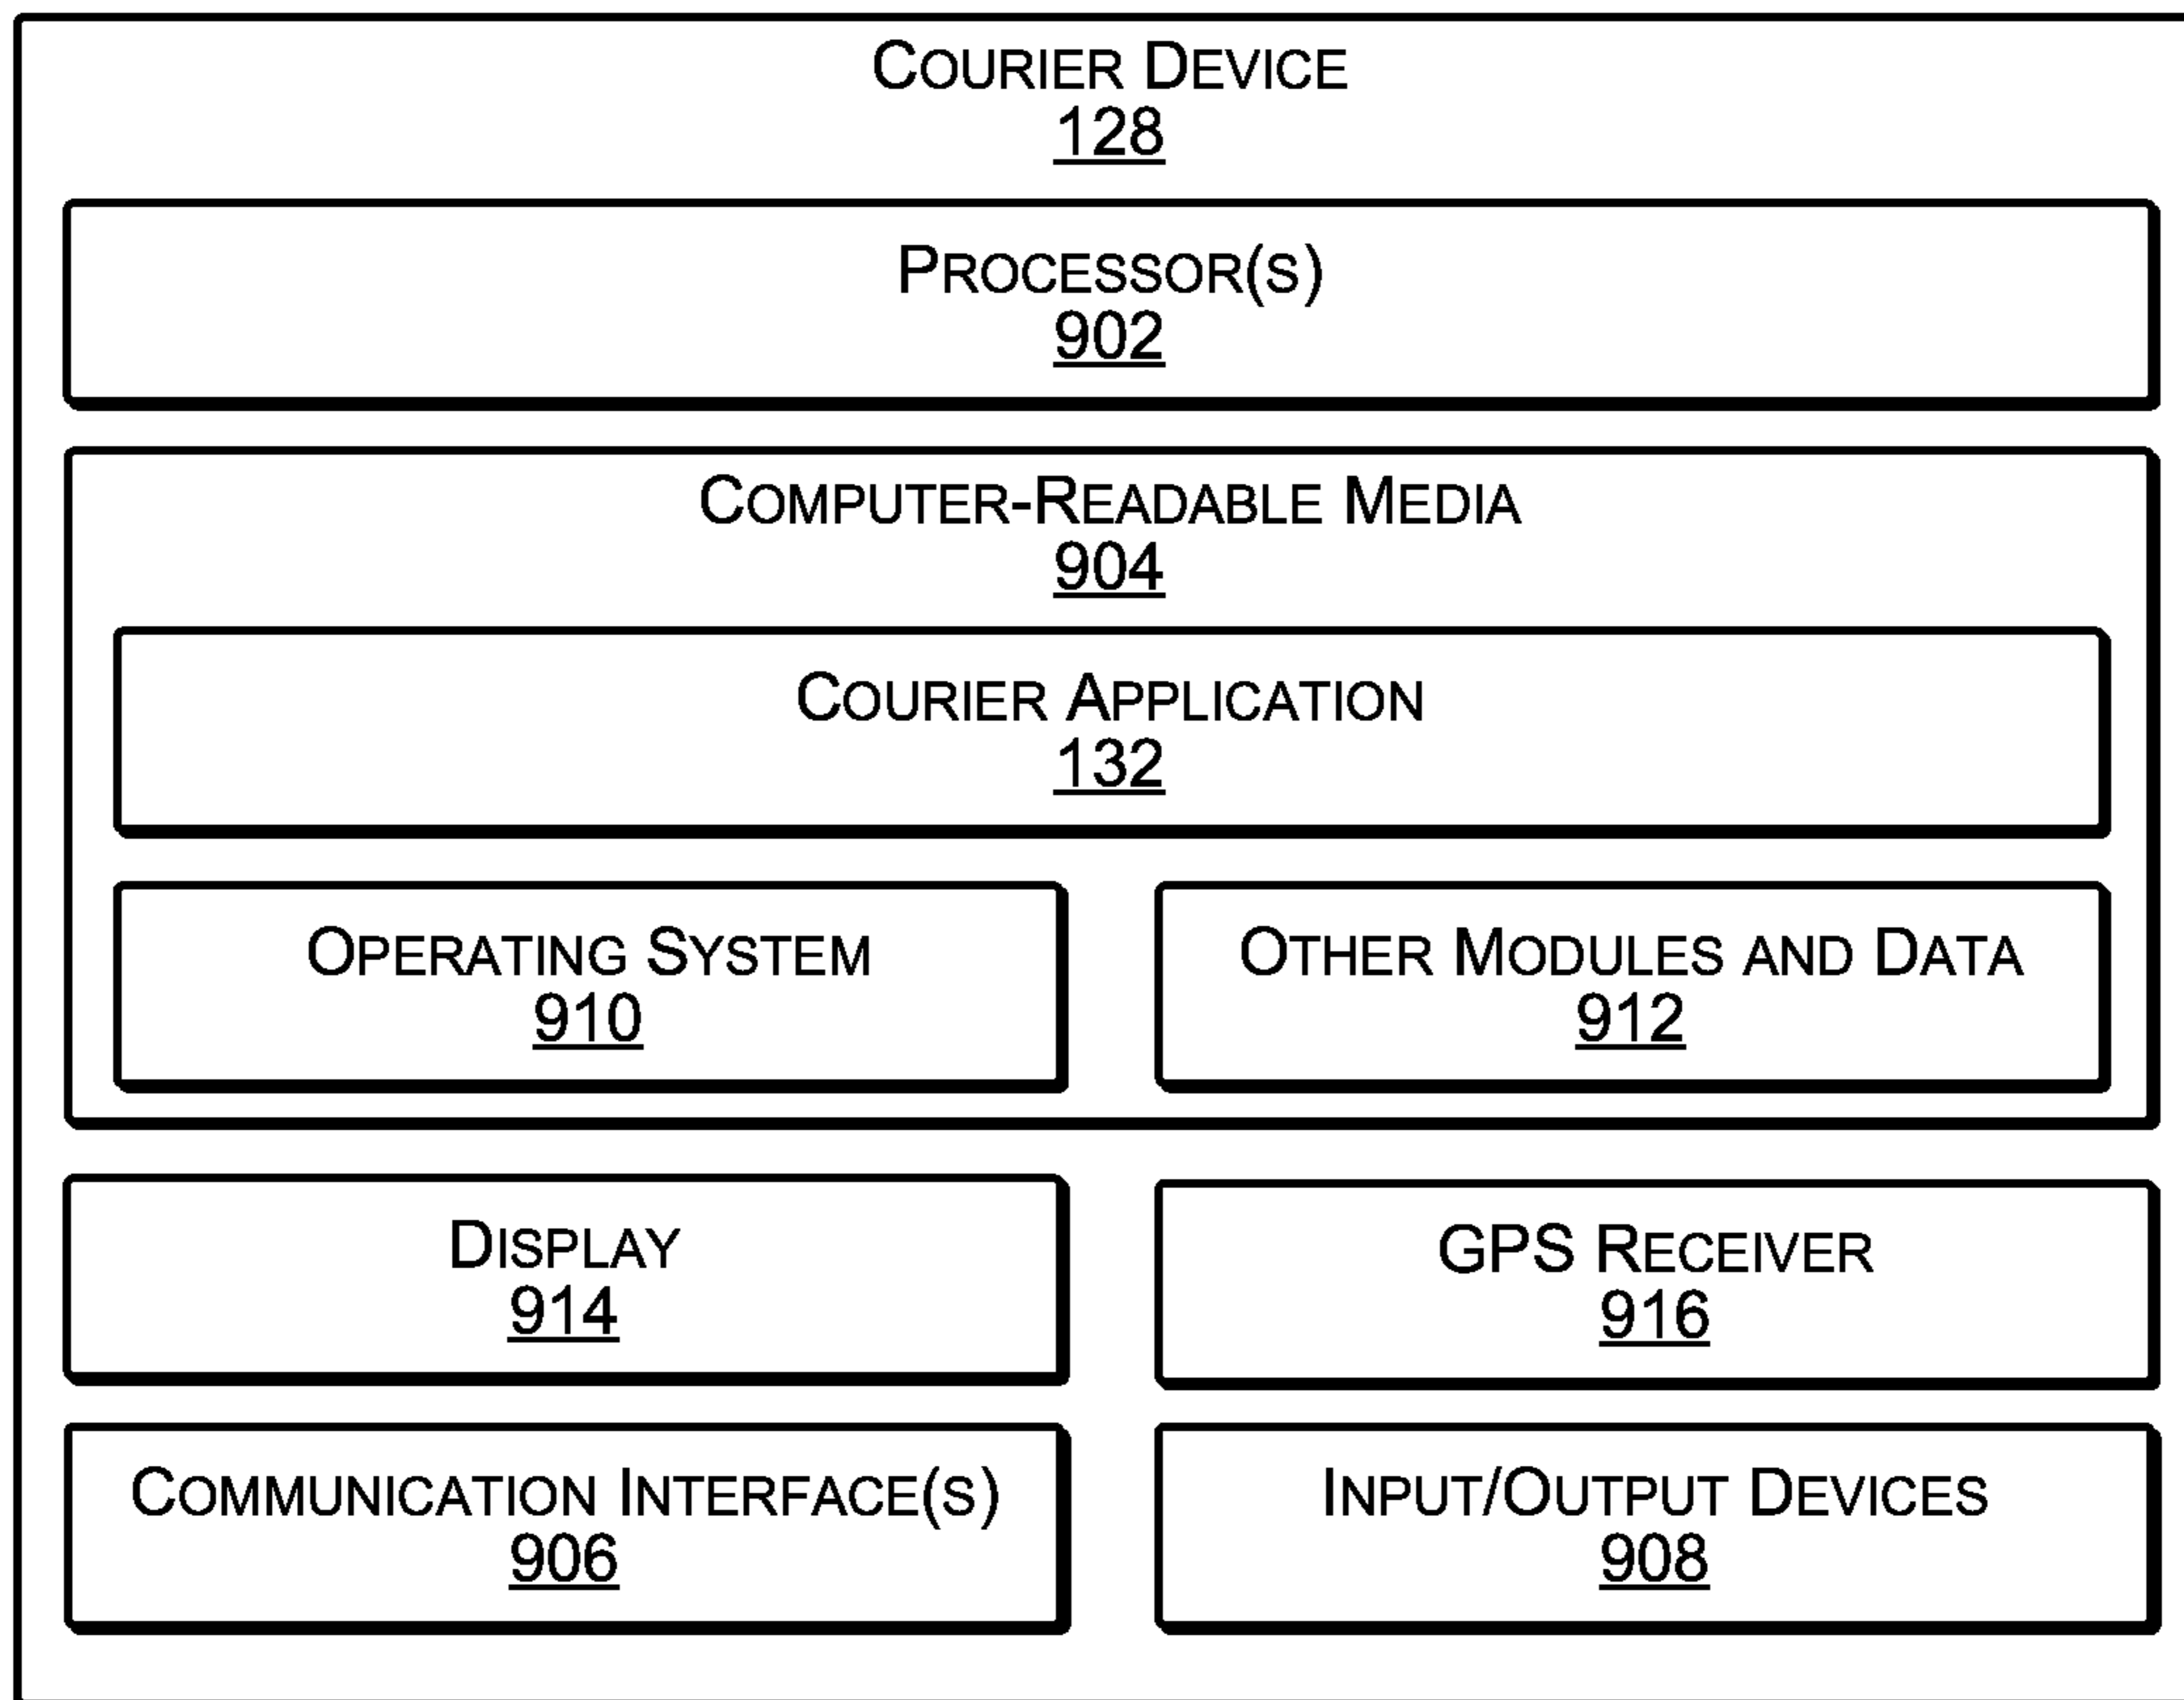 COURIER DEVICE
128
PROCESSOR(S)
902
COMPUTER-READABLE MEDIA
904
COURIER APPLICATION
132
OPERATING SYSTEM
910
OTHER MODULES AND DATA
912
DISPLAY
914
GPS RECEIVER
916
COMMUNICATION INTERFACE(S)
906
INPUT/OUTPUT DEVICES
908